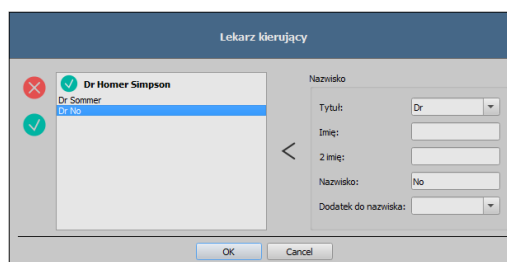 Lekarz kierujący
Dr Homer Simpson
Dr Sommer
Dr No
<
Nazwisko
Tytuł: Dr
Imię:
2 imię:
Nazwisko: No
Dodatek do nazwiska:
OK Cancel